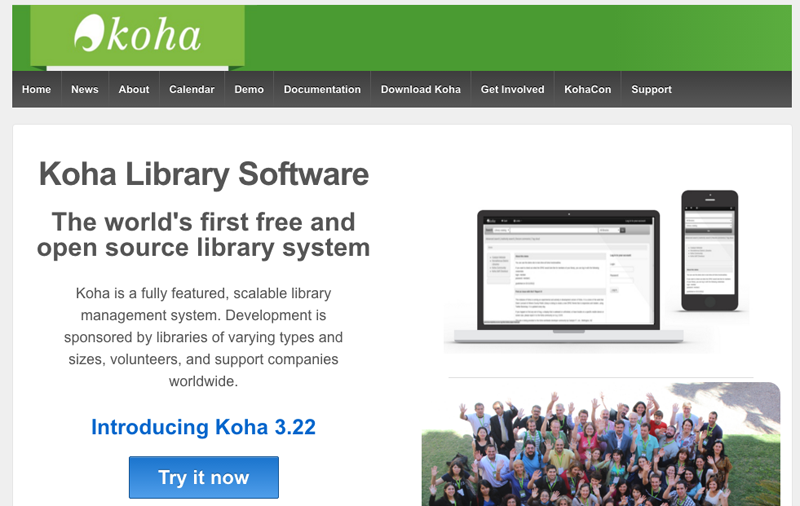 koha
Home News About Calendar Demo Documentation Download Koha Get Involved KohaCon Support
Koha Library Software
The world's first free and
open source library system
Koha is a fully featured, scalable library
management system. Development is
sponsored by libraries of varying types and
sizes, volunteers, and support companies
worldwide.
Introducing Koha 3.22
Try it now